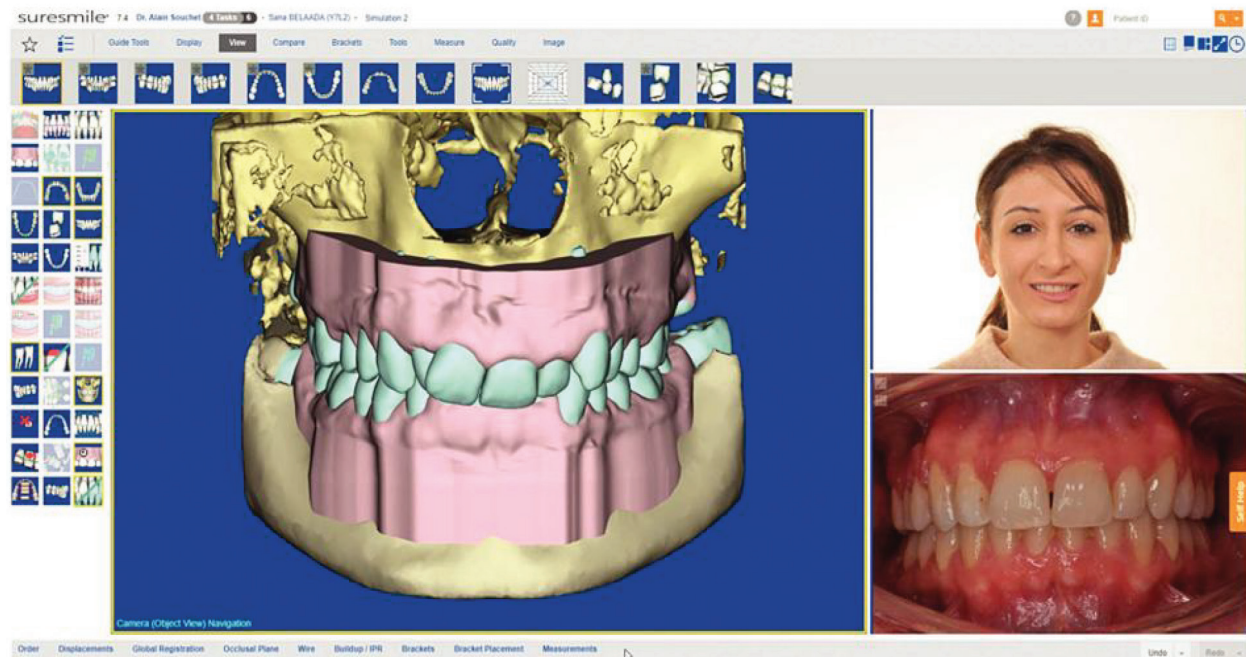 suresmile 7.4 Dr. Alain Souchet 4 Tasks 6 Sana BELAADA (Y7L2) Simulation 2 ? Patient ID
Guide Tools Display View Compare Brackets Tools Measure Quality Image
Self Help
Camera (Object View) Navigation
Order Displacements Global Registration Occlusal Plane Wire Buildup / IPR Brackets Bracket Placement Measurements Undo Redo